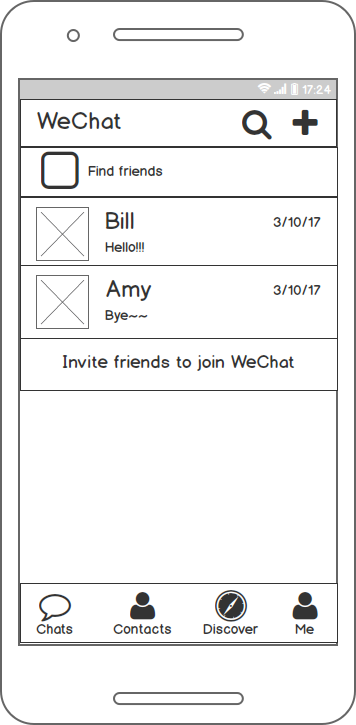 17:24
WeChat
Find friends
Bill 3/10/17
Hello!!!
Amy 3/10/17
Bye~~
Invite friends to join WeChat
Chats Contacts Discover Me